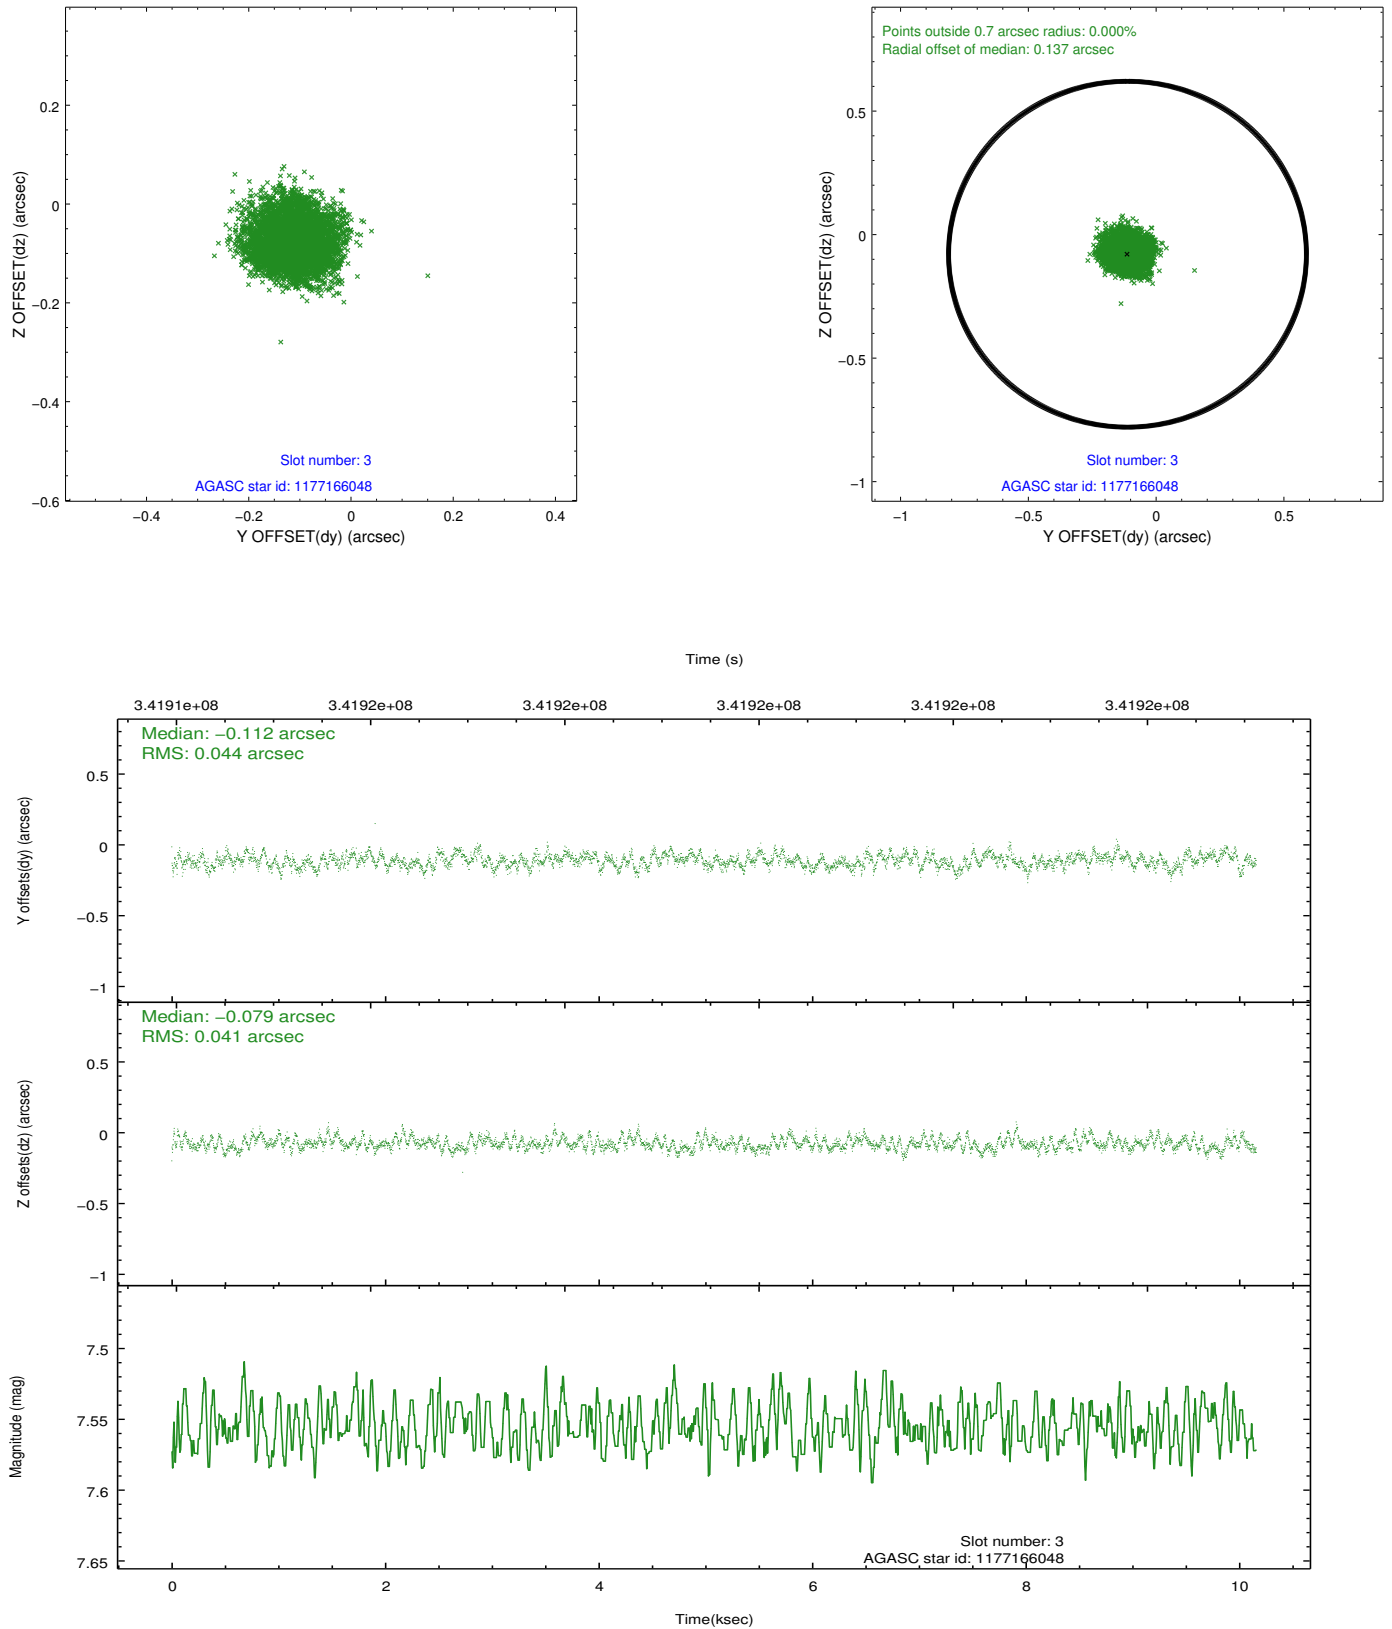 0.2
0
−0.2
−0.4
−0.6
Z OFFSET(dz) (arcsec)
Slot number: 3
AGASC star id: 1177166048
−0.4
−0.2
0
0.2
0.4
Y OFFSET(dy) (arcsec)
Points outside 0.7 arcsec radius: 0.000%
Radial offset of median: 0.137 arcsec
0.5
0
−0.5
−1
Z OFFSET(dz) (arcsec)
Slot number: 3
AGASC star id: 1177166048
−1
−0.5
0
0.5
Y OFFSET(dy) (arcsec)
Time (s)
3.4191e+08
3.4192e+08
3.4192e+08
3.4192e+08
3.4192e+08
3.4192e+08
Median: −0.112 arcsec
RMS: 0.044 arcsec
0.5
0
−0.5
−1
Y offsets(dy) (arcsec)
Median: −0.079 arcsec
RMS: 0.041 arcsec
0.5
0
−0.5
−1
Z offsets(dz) (arcsec)
7.5
7.55
7.6
7.65
Magnitude (mag)
Slot number: 3
AGASC star id: 1177166048
0
2
4
6
8
10
Time(ksec)